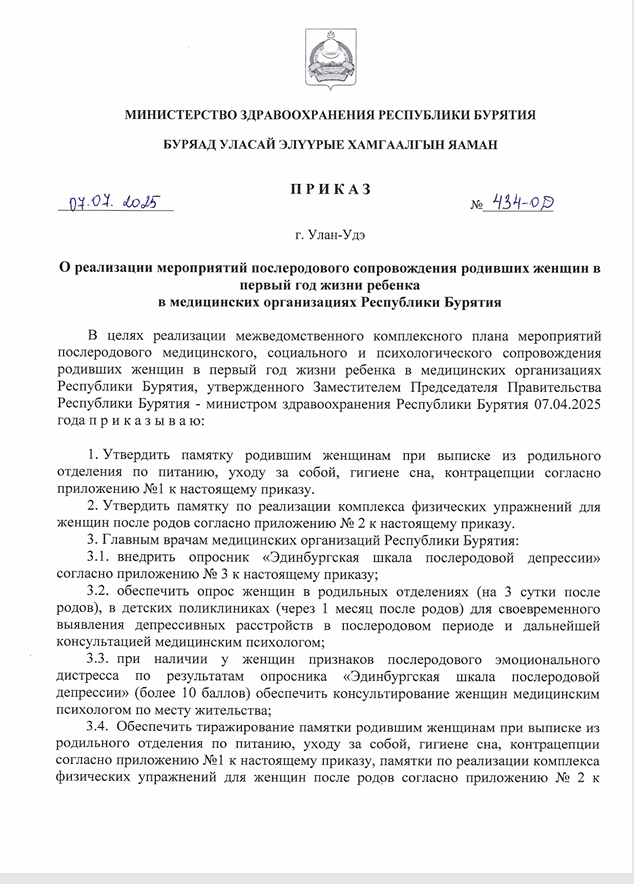 МИНИСТЕРСТВО ЗДРАВООХРАНЕНИЯ РЕСПУБЛИКИ БУРЯТИЯ
БУРЯАД УЛАСАЙ ЭЛҮҮРЫЕ ХАМГААЛГЫН ЯАМАН
П Р И К А З
07.07. 2025 № 434-ОД
г. Улан-Удэ
О реализации мероприятий послеродового сопровождения родивших женщин в
первый год жизни ребенка
в медицинских организациях Республики Бурятия
В целях реализации межведомственного комплексного плана мероприятий
послеродового медицинского, социального и психологического сопровождения
родивших женщин в первый год жизни ребенка в медицинских организациях
Республики Бурятия, утвержденного Заместителем Председателя Правительства
Республики Бурятия - министром здравоохранения Республики Бурятия 07.04.2025
года п р и к а з ы в а ю:
1. Утвердить памятку родившим женщинам при выписке из родильного
отделения по питанию, уходу за собой, гигиене сна, контрацепции согласно
приложению №1 к настоящему приказу.
2. Утвердить памятку по реализации комплекса физических упражнений для
женщин после родов согласно приложению № 2 к настоящему приказу.
3. Главным врачам медицинских организаций Республики Бурятия:
3.1. внедрить опросник «Эдинбургская шкала послеродовой депрессии»
согласно приложению № 3 к настоящему приказу;
3.2. обеспечить опрос женщин в родильных отделениях (на 3 сутки после
родов), в детских поликлиниках (через 1 месяц после родов) для своевременного
выявления депрессивных расстройств в послеродовом периоде и дальнейшей
консультацией медицинским психологом;
3.3. при наличии у женщин признаков послеродового эмоционального
дистресса по результатам опросника «Эдинбургская шкала послеродовой
депрессии» (более 10 баллов) обеспечить консультирование женщин медицинским
психологом по месту жительства;
3.4. Обеспечить тиражирование памятки родившим женщинам при выписке из
родильного отделения по питанию, уходу за собой, гигиене сна, контрацепции
согласно приложению №1 к настоящему приказу, памятки по реализации комплекса
физических упражнений для женщин после родов согласно приложению № 2 к